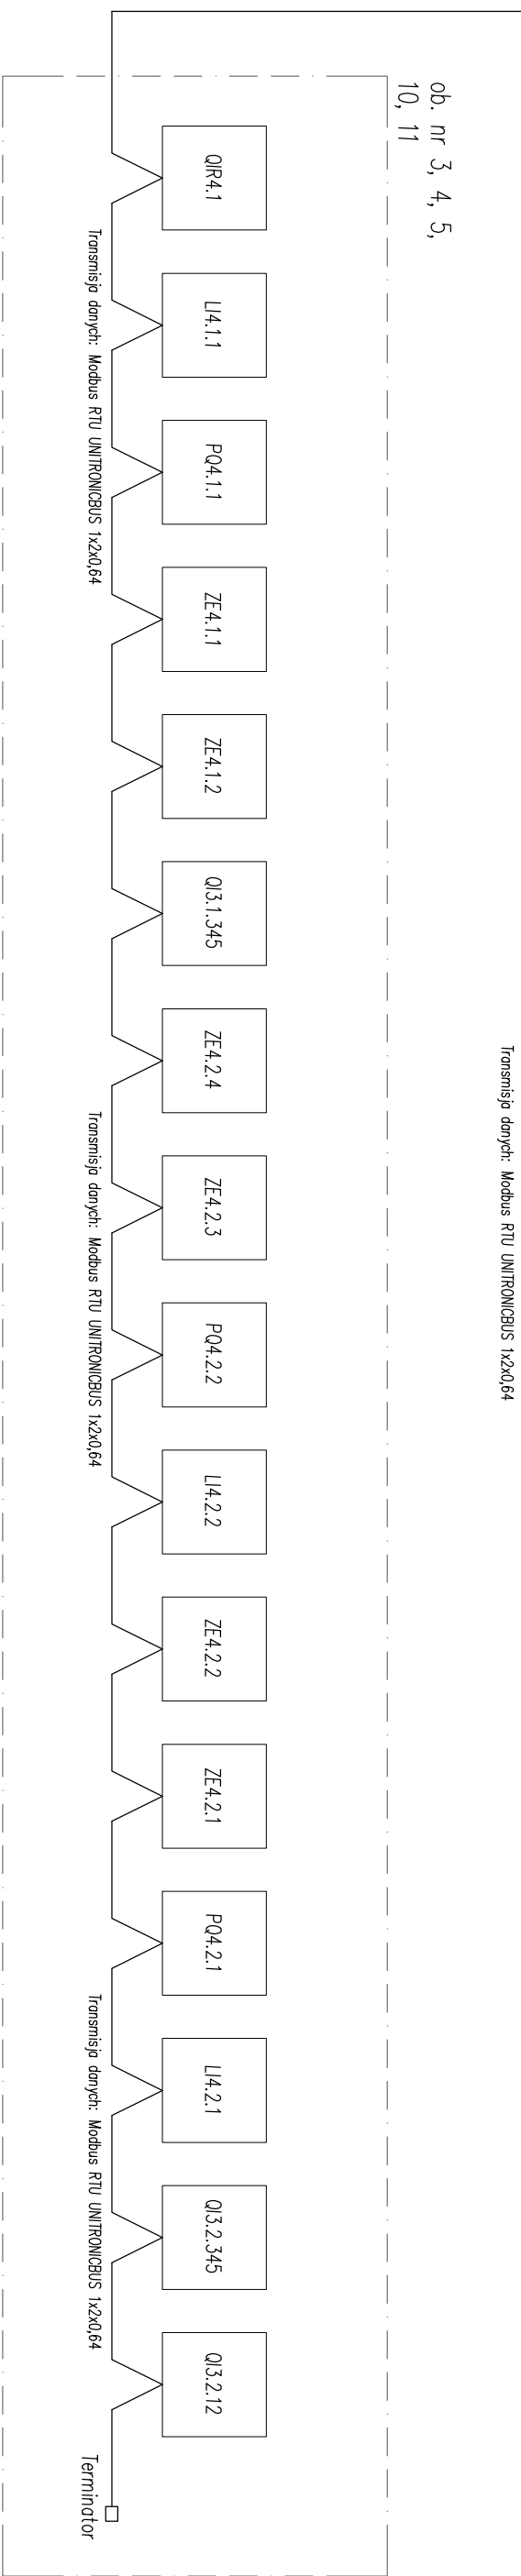 ob. nr 3, 4, 5,
10, 11
Transmisja danych: Modbus RTU UNITRONICBUS 1x2x0,64
QIR4.1
LI4.1.1
PQ4.1.1
ZE4.1.1
ZE4.1.2
QI3.1.345
ZE4.2.4
ZE4.2.3
PQ4.2.2
LI4.2.2
ZE4.2.2
ZE4.2.1
PQ4.2.1
LI4.2.1
QI3.2.345
QI3.2.12
Transmisja danych: Modbus RTU UNITRONICBUS 1x2x0,64
Transmisja danych: Modbus RTU UNITRONICBUS 1x2x0,64
Transmisja danych: Modbus RTU UNITRONICBUS 1x2x0,64
Terminator